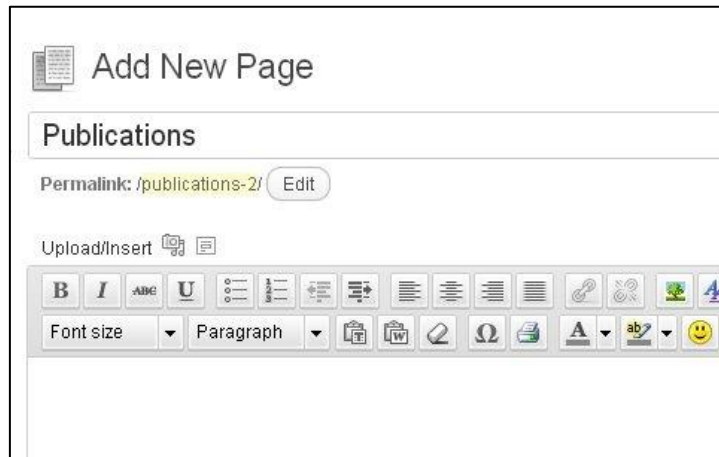 Add New Page
Publications
Permalink: /publications-2/ Edit
Upload/Insert
B I ABC U
Font size Paragraph T W Ω A ab